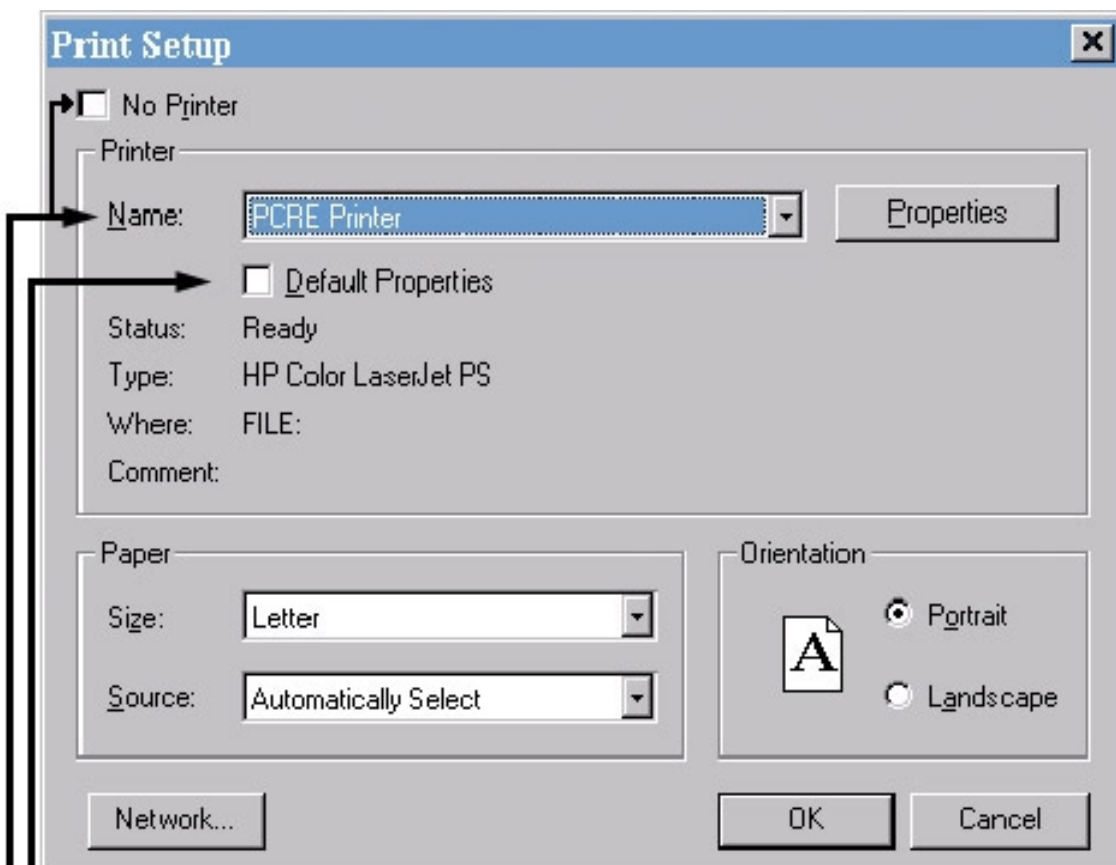 Print Setup
No Printer
Printer
Name: PCRE Printer Properties
Default Properties
Status: Ready
Type: HP Color LaserJet PS
Where: FILE:
Comment:
Paper
Size: Letter
Source: Automatically Select
Orientation
A
Portrait
Landscape
Network...
OK
Cancel